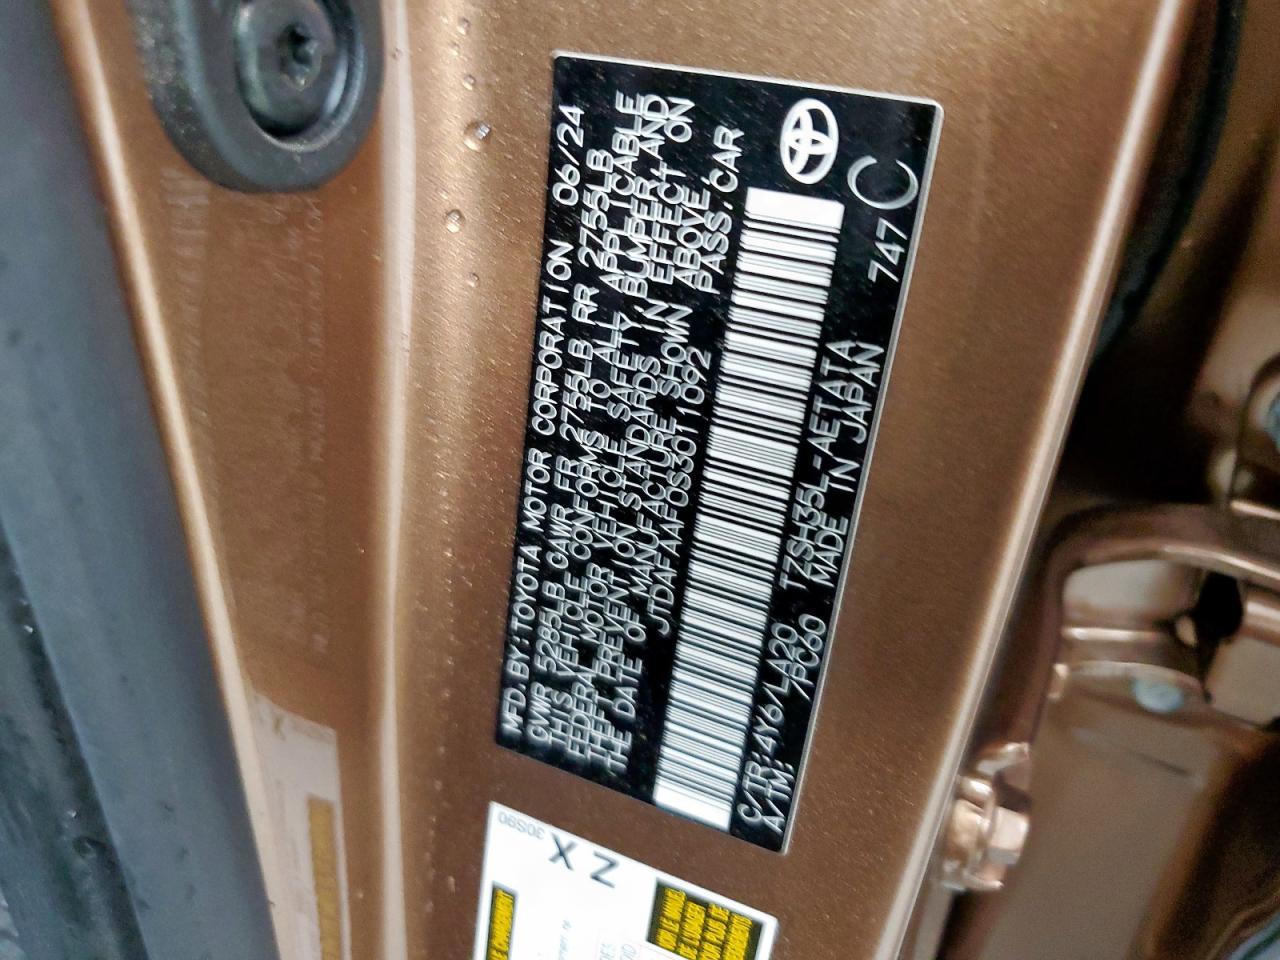 MFD.BY:TOYOTA MOTOR CORPORATION 06/24
GVWR 5285LB GAWR FR 2755LB RR 2755LB
THIS VEHICLE CONFORMS TO ALL APPLICABLE
FEDERAL MOTOR VEHICLE SAFETY BUMPER, AND
THEFT PREVENTION STANDARDS IN EFFECT ON
THE DATE OF MANUFACTURE SHOWN ABOVE.
JTDAFAAF0S3011092 PASS.CAR
C/TR:4Y6/LA20 TZSH35L-AETATA 747
A/TM: /PC60 MADE IN JAPAN C
30S90
X Z